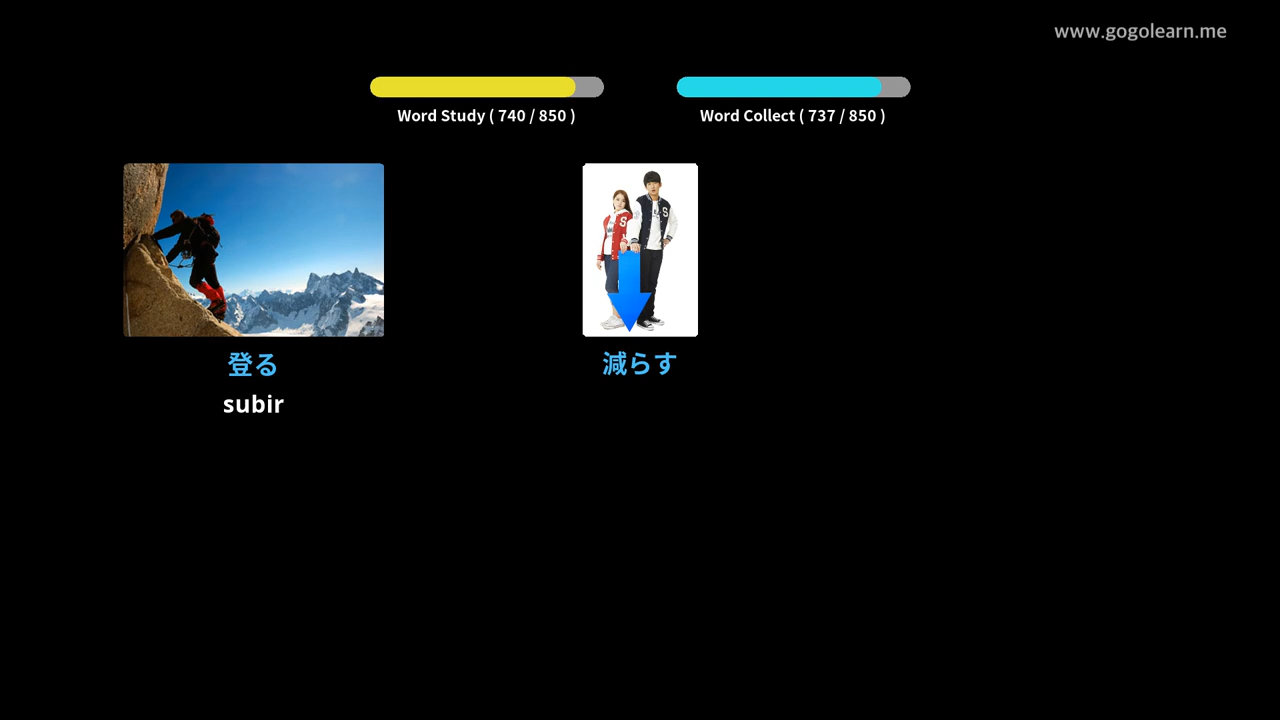 www.gogolearn.me
Word Study ( 740 / 850 )
Word Collect ( 737 / 850 )
登る
減らす
subir